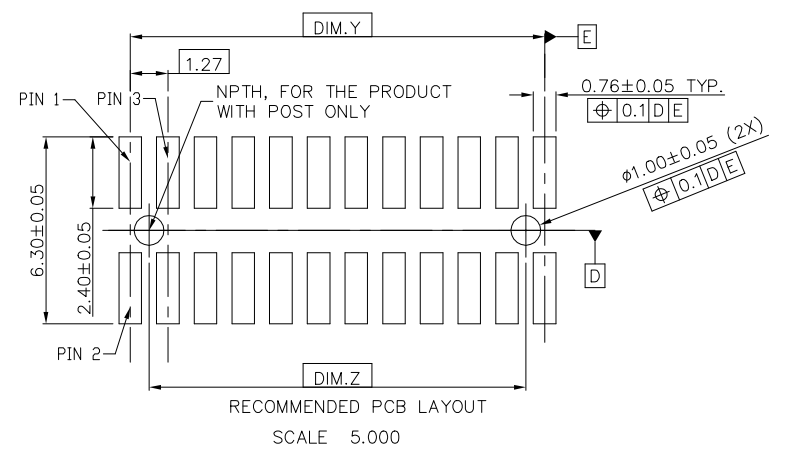 DIM.Y
E
1.27
0.76±0.05 TYP.
⌖ 0.1 D E
PIN 1
PIN 3
NPTH, FOR THE PRODUCT
WITH POST ONLY
ø1.00±0.05 (2X)
⌖ 0.1 D E
6.30±0.05
2.40±0.05
D
PIN 2
DIM.Z
RECOMMENDED PCB LAYOUT
SCALE 5.000